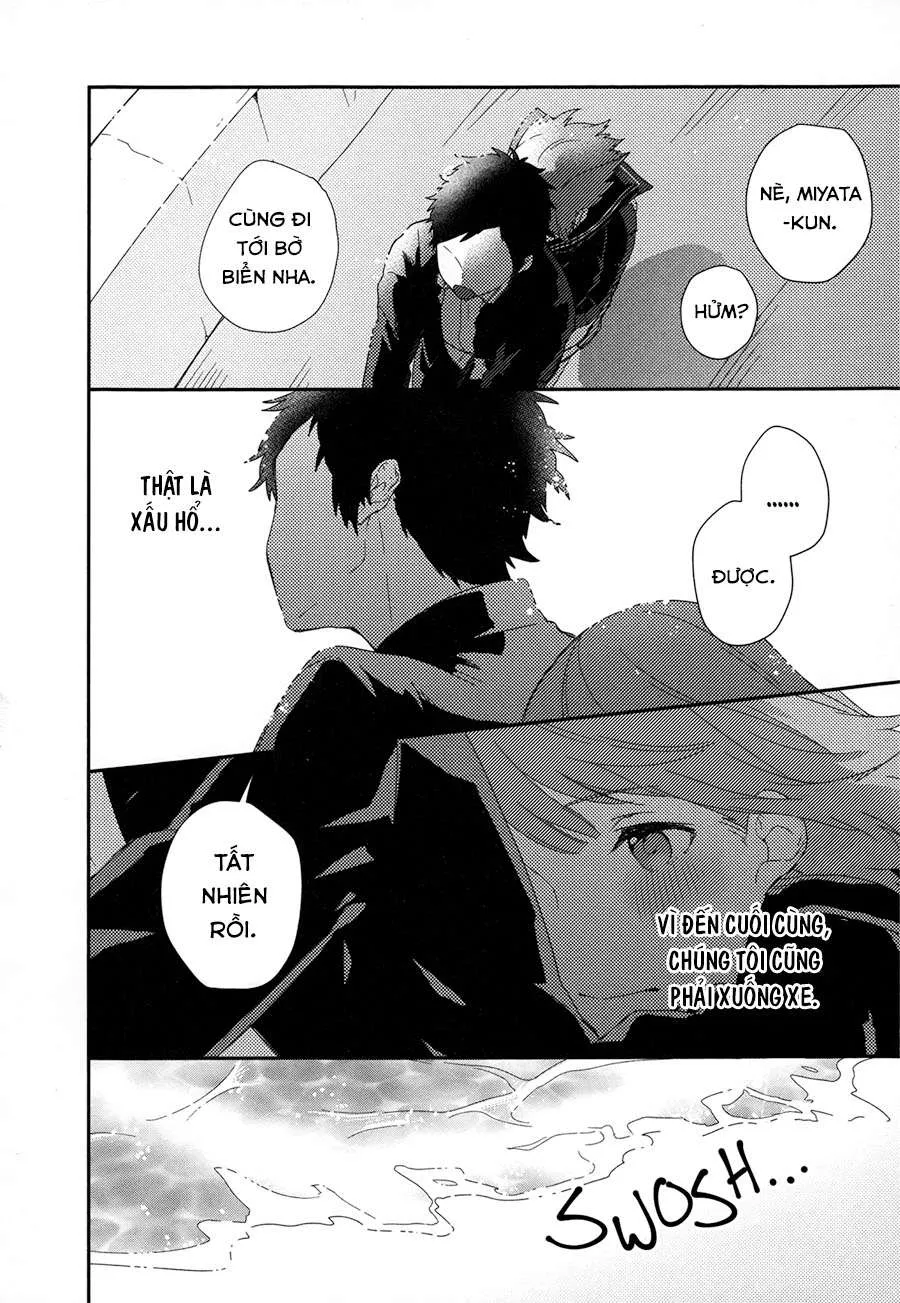 NÈ, MIYATA
-KUN.
HỬM?
CÙNG ĐI
TỚI BỜ
BIỂN NHA.
......
ĐƯỢC.
THẬT LÀ
XẤU HỔ...
TẤT
NHIÊN
RỒI.
VÌ ĐẾN CUỐI CÙNG,
CHÚNG TÔI CŨNG
PHẢI XUỐNG XE.
SWOSH...